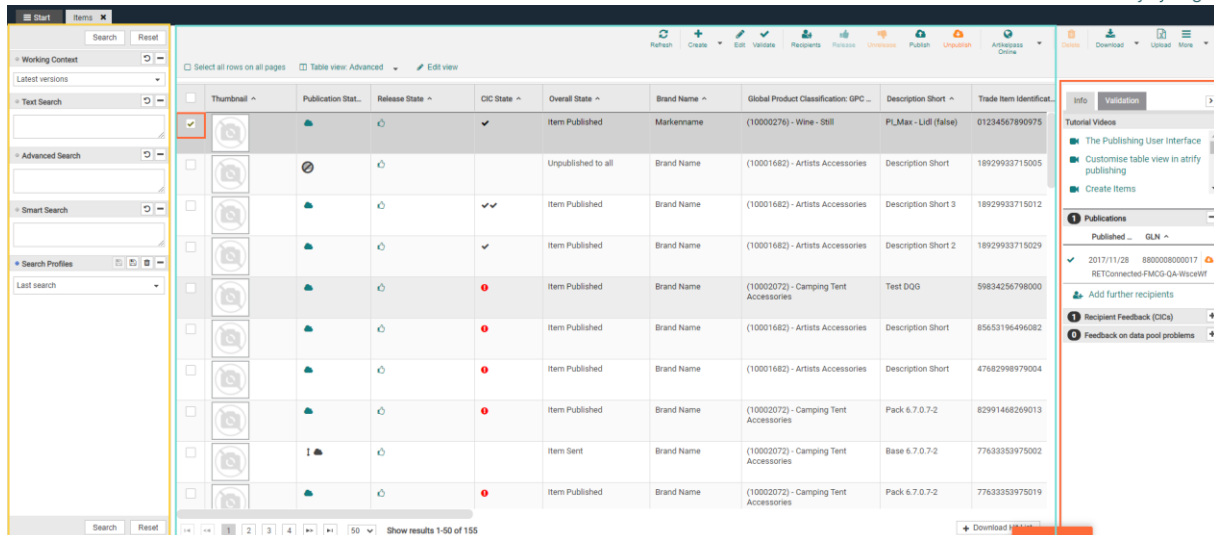 Start Items
Search Reset
Working Context
Latest versions
Text Search
Advanced Search
Smart Search
Search Profiles
Last search
Search Reset
Refresh Create Edit Validate Recipients Release Unrelease Publish Unpublish Artikelpass Online Delete Download Upload More
Select all rows on all pages Table view: Advanced Edit view
Thumbnail Publication Stat... Release State CIC State Overall State Brand Name Global Product Classification: GPC ... Description Short Trade Item Identificat...
Item Published Markenname (10000276) - Wine - Still PI_Max - Lidl (false) 01234567890975
Unpublished to all Brand Name (10001682) - Artists Accessories Description Short 18929933715005
Item Published Brand Name (10001682) - Artists Accessories Description Short 3 18929933715012
Item Published Brand Name (10001682) - Artists Accessories Description Short 2 18929933715029
Item Published Brand Name (10002072) - Camping Tent Accessories Test DQG 59834256798000
Item Published Brand Name (10001682) - Artists Accessories Description Short 85653196496082
Item Published Brand Name (10001682) - Artists Accessories Description Short 47682998979004
Item Published Brand Name (10002072) - Camping Tent Accessories Pack 6.7.0.7-2 82991468269013
Item Sent Brand Name (10002072) - Camping Tent Accessories Base 6.7.0.7-2 77633353975002
Item Published Brand Name (10002072) - Camping Tent Accessories Pack 6.7.0.7-2 77633353975019
1 2 3 4 50 Show results 1-50 of 155
+ Download
Info Validation
Tutorial Videos
The Publishing User Interface
Customise table view in atrify
publishing
Create Items
1 Publications
Published ... GLN
2017/11/28 8800008000017
RETConnected-FMCG-QA-WsceWf
Add further recipients
1 Recipient Feedback (CICs)
0 Feedback on data pool problems